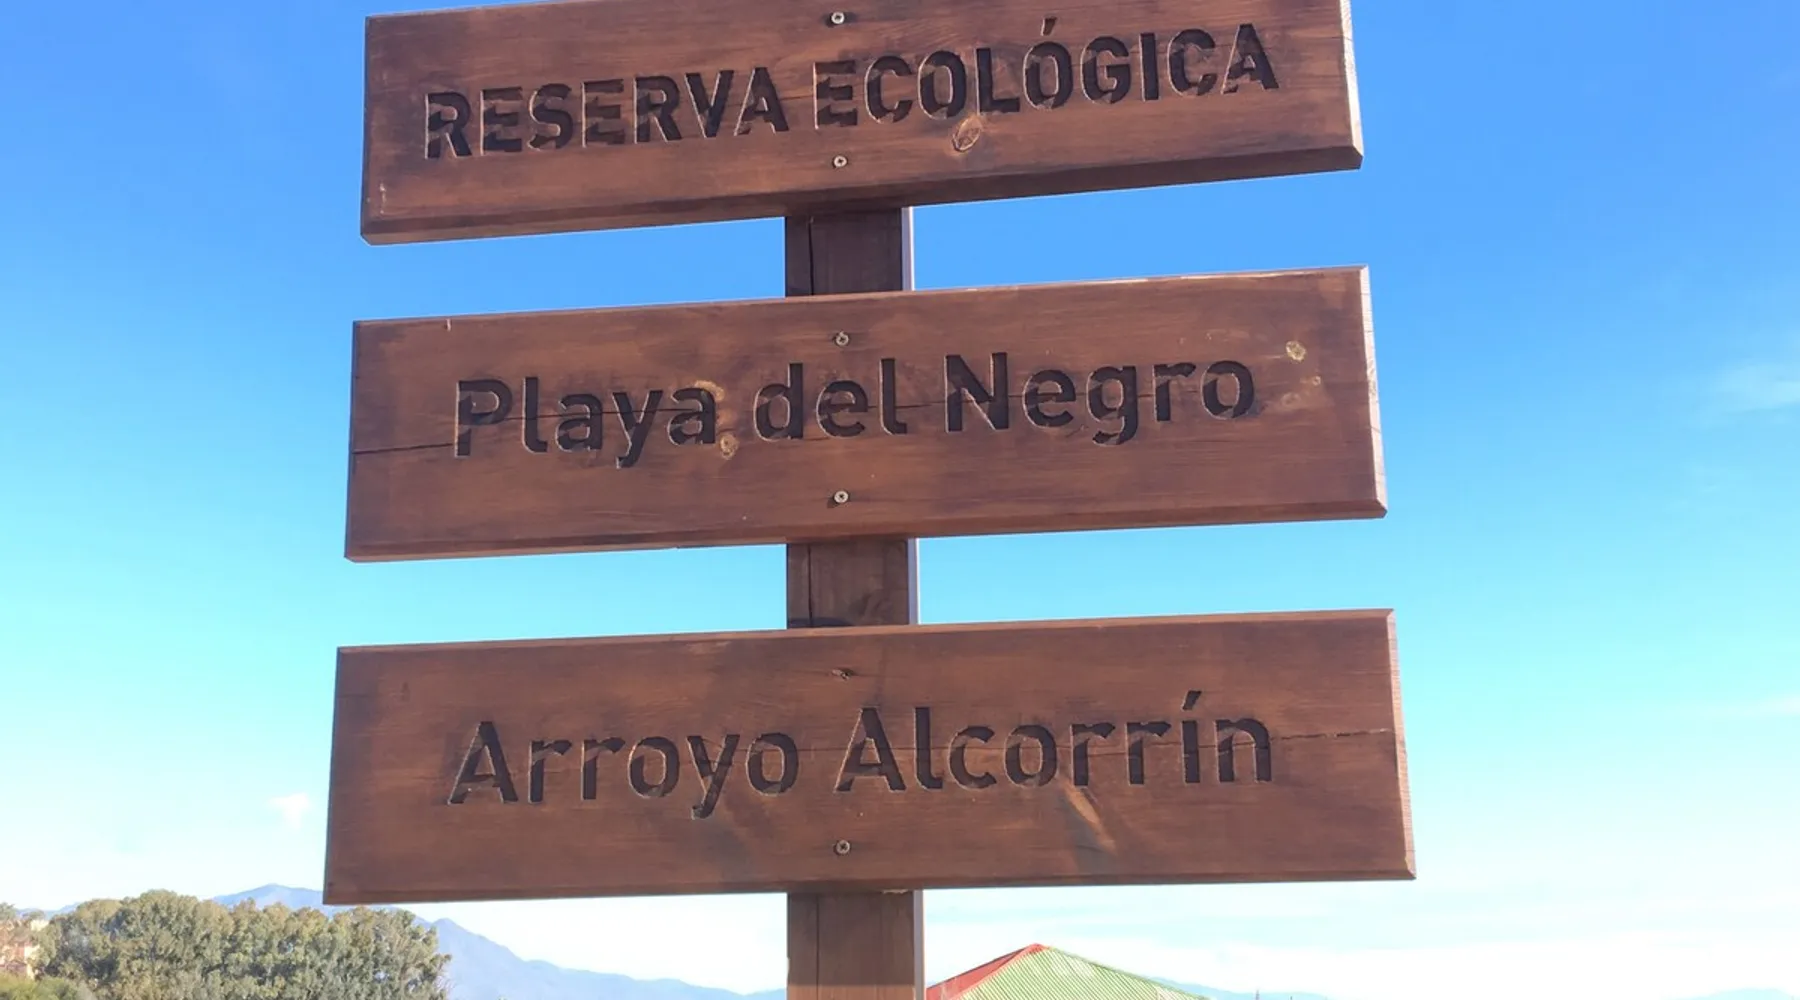 RESERVA ECOLÓGICA
Playa del Negro
Arroyo Alcorrín